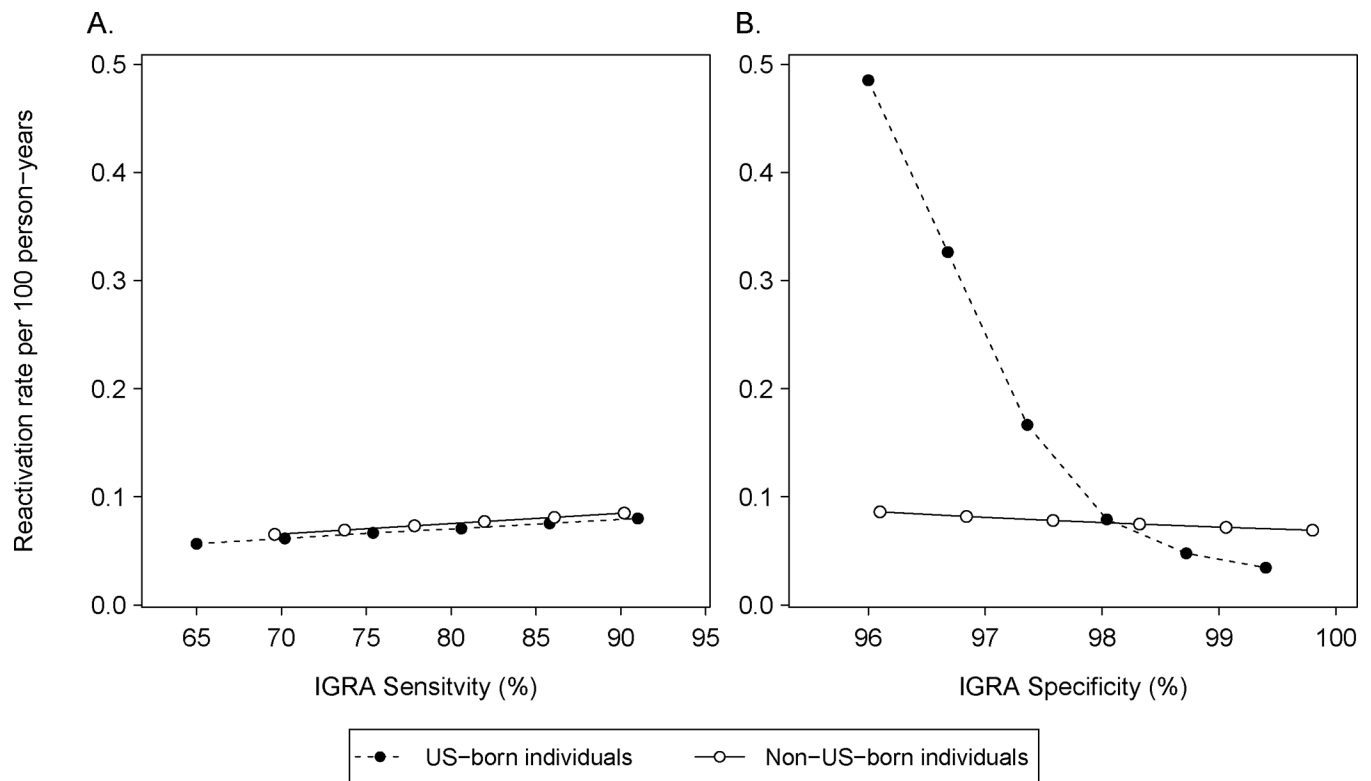 A.
B.
Reactivation rate per 100 person−years
0.5
0.4
0.3
0.2
0.1
0.0
65 70 75 80 85 90 95
IGRA Sensitvity (%)
0.5
0.4
0.3
0.2
0.1
0.0
96 97 98 99 100
IGRA Specificity (%)
US−born individuals
Non−US−born individuals